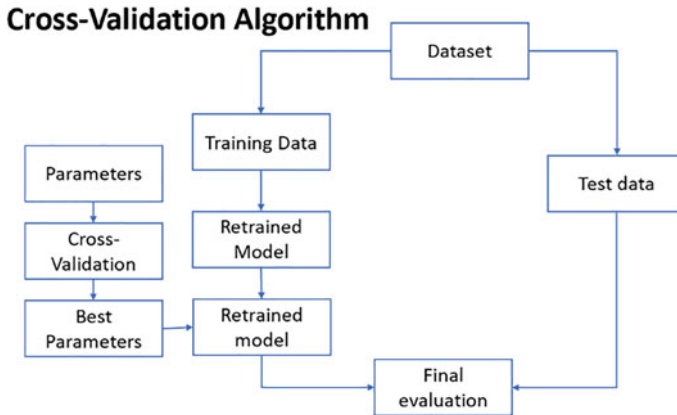 Cross-Validation Algorithm
Dataset
Training Data
Parameters
Test data
Retrained
Model
Cross-
Validation
Best
Parameters
Retrained
model
Final
evaluation